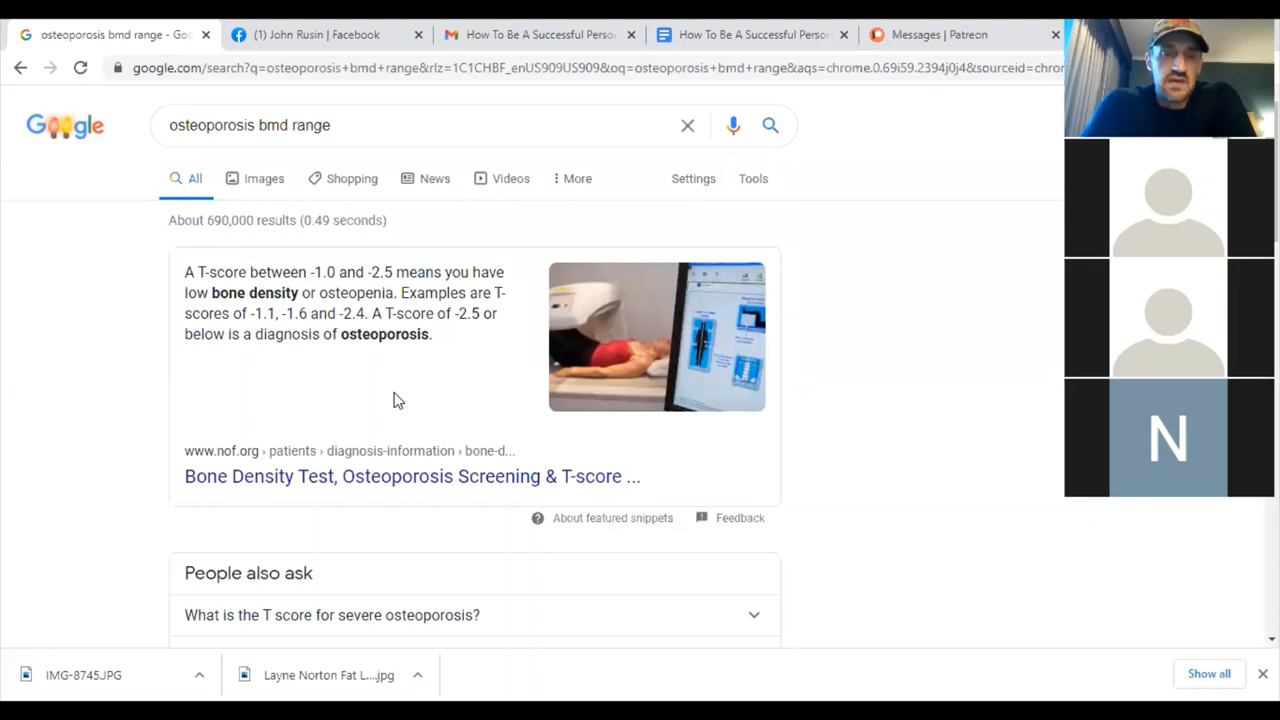 osteoporosis bmd range - Goo
(1) John Rusin | Facebook
How To Be A Successful Perso
How To Be A Successful Person
Messages | Patreon
google.com/search?q=osteoporosis+bmd+range&rlz=1C1CHBF_enUS909US909&oq=osteoporosis+bmd+range&aqs=chrome.0.69i59.2394j0j4&sourceid=chrom
Google
osteoporosis bmd range
All
Images
Shopping
News
Videos
More
Settings
Tools
About 690,000 results (0.49 seconds)
A T-score between -1.0 and -2.5 means you have
low bone density or osteopenia. Examples are T-
scores of -1.1, -1.6 and -2.4. A T-score of -2.5 or
below is a diagnosis of osteoporosis.
www.nof.org › patients › diagnosis-information › bone-d...
Bone Density Test, Osteoporosis Screening & T-score ...
About featured snippets
Feedback
People also ask
What is the T score for severe osteoporosis?
IMG-8745.JPG
Layne Norton Fat L....jpg
Show all
N